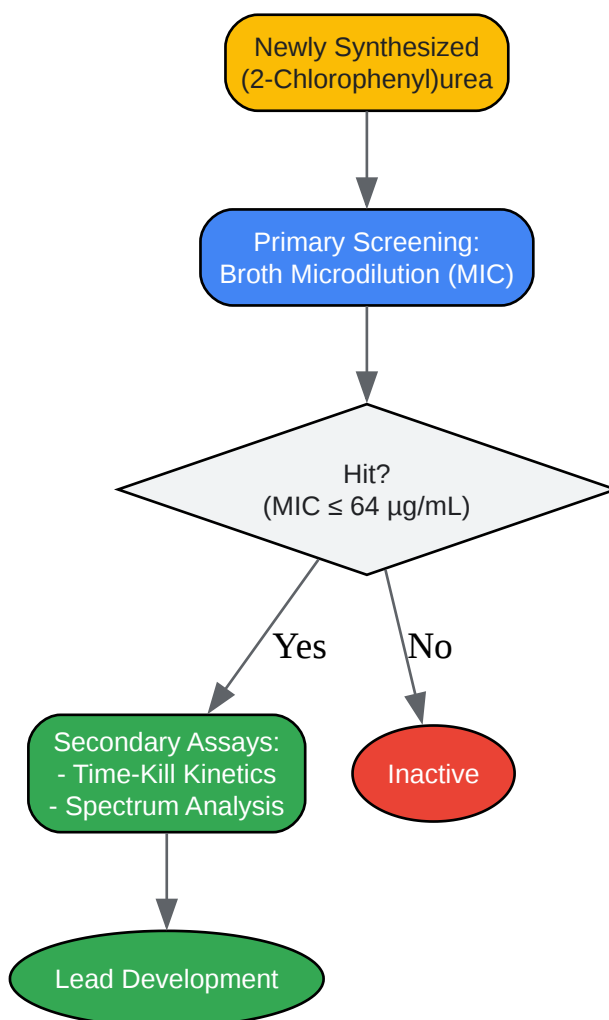 Newly Synthesized
(2-Chlorophenyl)urea
Primary Screening:
Broth Microdilution (MIC)
Hit?
(MIC ≤ 64 µg/mL)
Yes
No
Secondary Assays:
- Time-Kill Kinetics
- Spectrum Analysis
Inactive
Lead Development